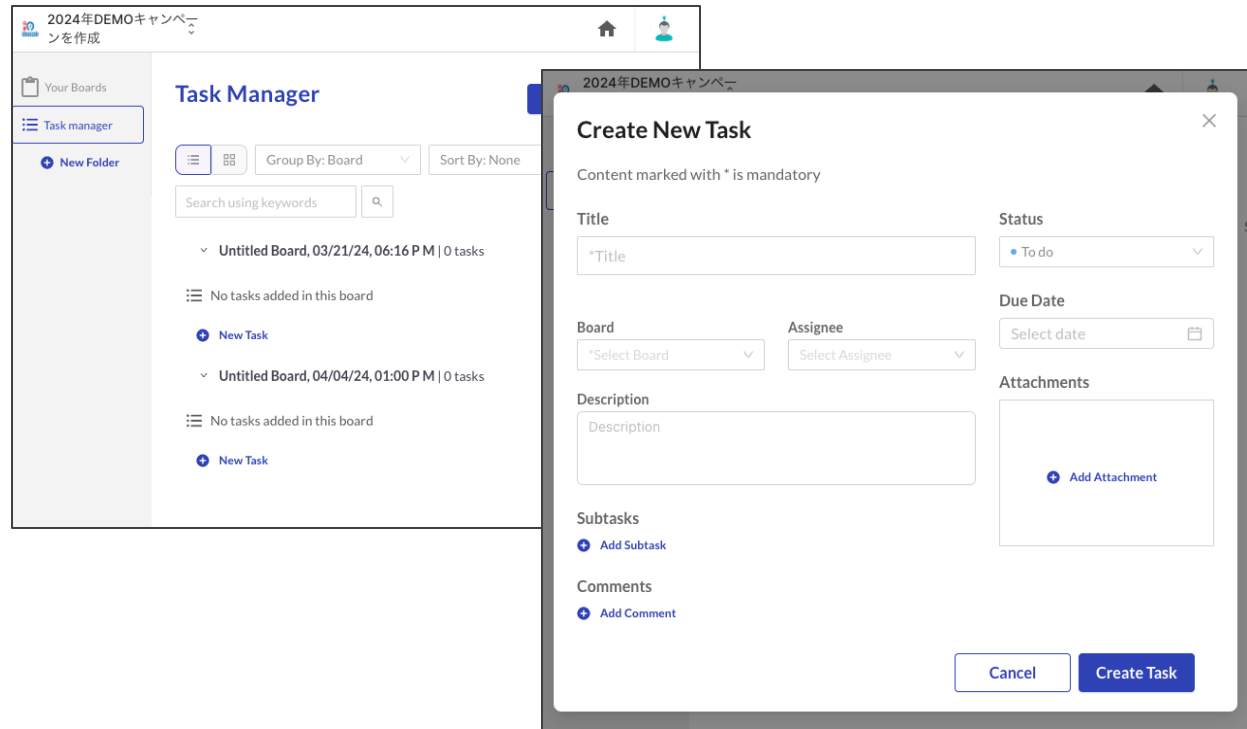 2024年DEMOキャンペー
ンを作成
Your Boards
Task manager
New Folder
Task Manager
Group By: Board
Sort By: None
Search using keywords
Untitled Board, 03/21/24, 06:16 P M | 0 tasks
No tasks added in this board
New Task
Untitled Board, 04/04/24, 01:00 P M | 0 tasks
No tasks added in this board
New Task
2024年DEMOキャンペー
Create New Task
Content marked with * is mandatory
Title
*Title
Status
To do
Due Date
Select date
Board
*Select Board
Assignee
Select Assignee
Attachments
Add Attachment
Description
Description
Subtasks
Add Subtask
Comments
Add Comment
Cancel
Create Task